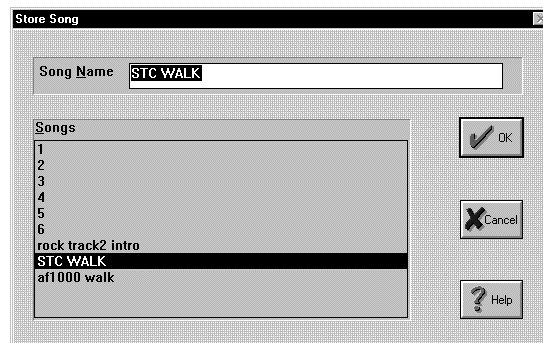 Store Song
Song Name STC WALK
Songs
OK
1
2
3
4
5
6
rock track2 intro
STC WALK
af1000 walk
Cancel
Help